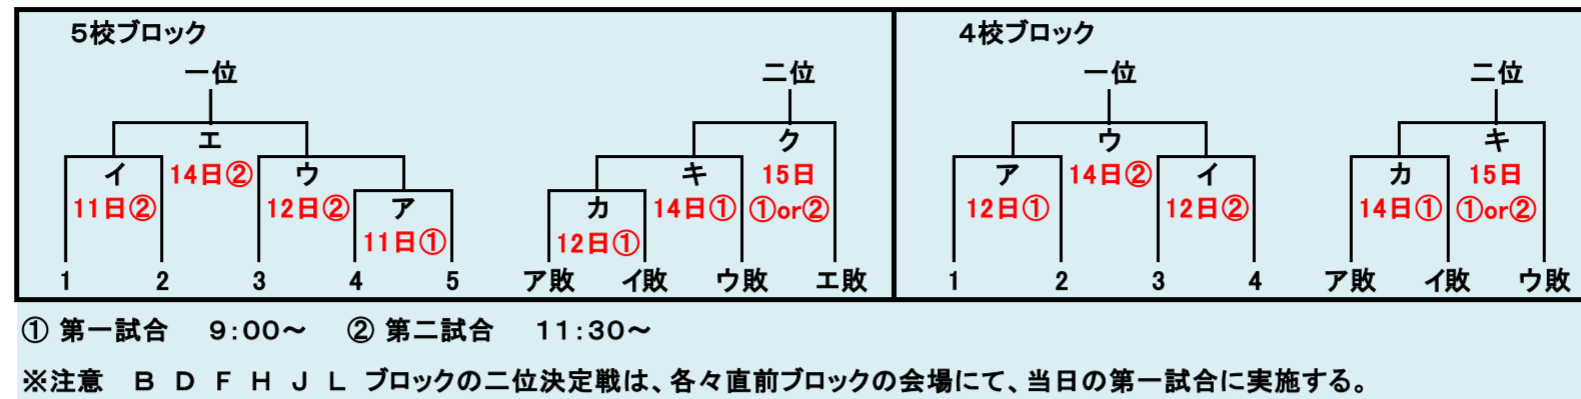 5校ブロック
一位 二位
エ ク
イ 14日② ウ キ 15日
11日② 12日② ア カ 14日① ①or②
11日① 12日①
1 2 3 4 5 ア敗 イ敗 ウ敗 エ敗
4校ブロック
一位 二位
ウ キ
ア 14日② イ カ 15日
12日① 12日② 14日① ①or②
1 2 3 4 ア敗 イ敗 ウ敗
① 第一試合 9:00~ ② 第二試合 11:30~
※注意 B D F H J L ブロックの二位決定戦は、各々直前ブロックの会場にて、当日の第一試合に実施する。